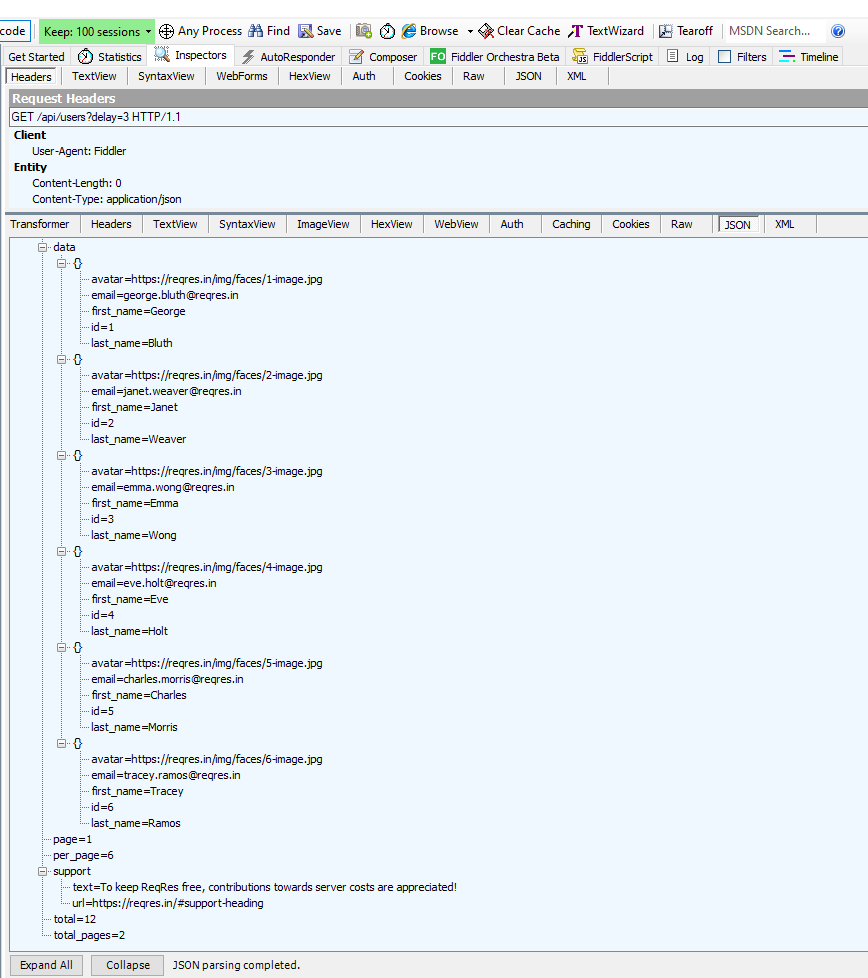 code Keep: 100 sessions Any Process Find Save Browse Clear Cache TextWizard Tearoff MSDN Search...
Get Started Statistics Inspectors AutoResponder Composer FO Fiddler Orchestra Beta FiddlerScript Log Filters Timeline
Headers TextView SyntaxView WebForms HexView Auth Cookies Raw JSON XML
Request Headers
GET /api/users?delay=3 HTTP/1.1
Client
User-Agent: Fiddler
Entity
Content-Length: 0
Content-Type: application/json
Transformer Headers TextView SyntaxView ImageView HexView WebView Auth Caching Cookies Raw JSON XML
data
{}
avatar=https://reqres.in/img/faces/1-image.jpg
email=george.bluth@reqres.in
first_name=George
id=1
last_name=Bluth
{}
avatar=https://reqres.in/img/faces/2-image.jpg
email=janet.weaver@reqres.in
first_name=Janet
id=2
last_name=Weaver
{}
avatar=https://reqres.in/img/faces/3-image.jpg
email=emma.wong@reqres.in
first_name=Emma
id=3
last_name=Wong
{}
avatar=https://reqres.in/img/faces/4-image.jpg
email=eve.holt@reqres.in
first_name=Eve
id=4
last_name=Holt
{}
avatar=https://reqres.in/img/faces/5-image.jpg
email=charles.morris@reqres.in
first_name=Charles
id=5
last_name=Morris
{}
avatar=https://reqres.in/img/faces/6-image.jpg
email=tracey.ramos@reqres.in
first_name=Tracey
id=6
last_name=Ramos
page=1
per_page=6
support
text=To keep ReqRes free, contributions towards server costs are appreciated!
url=https://reqres.in/#support-heading
total=12
total_pages=2
Expand All Collapse JSON parsing completed.